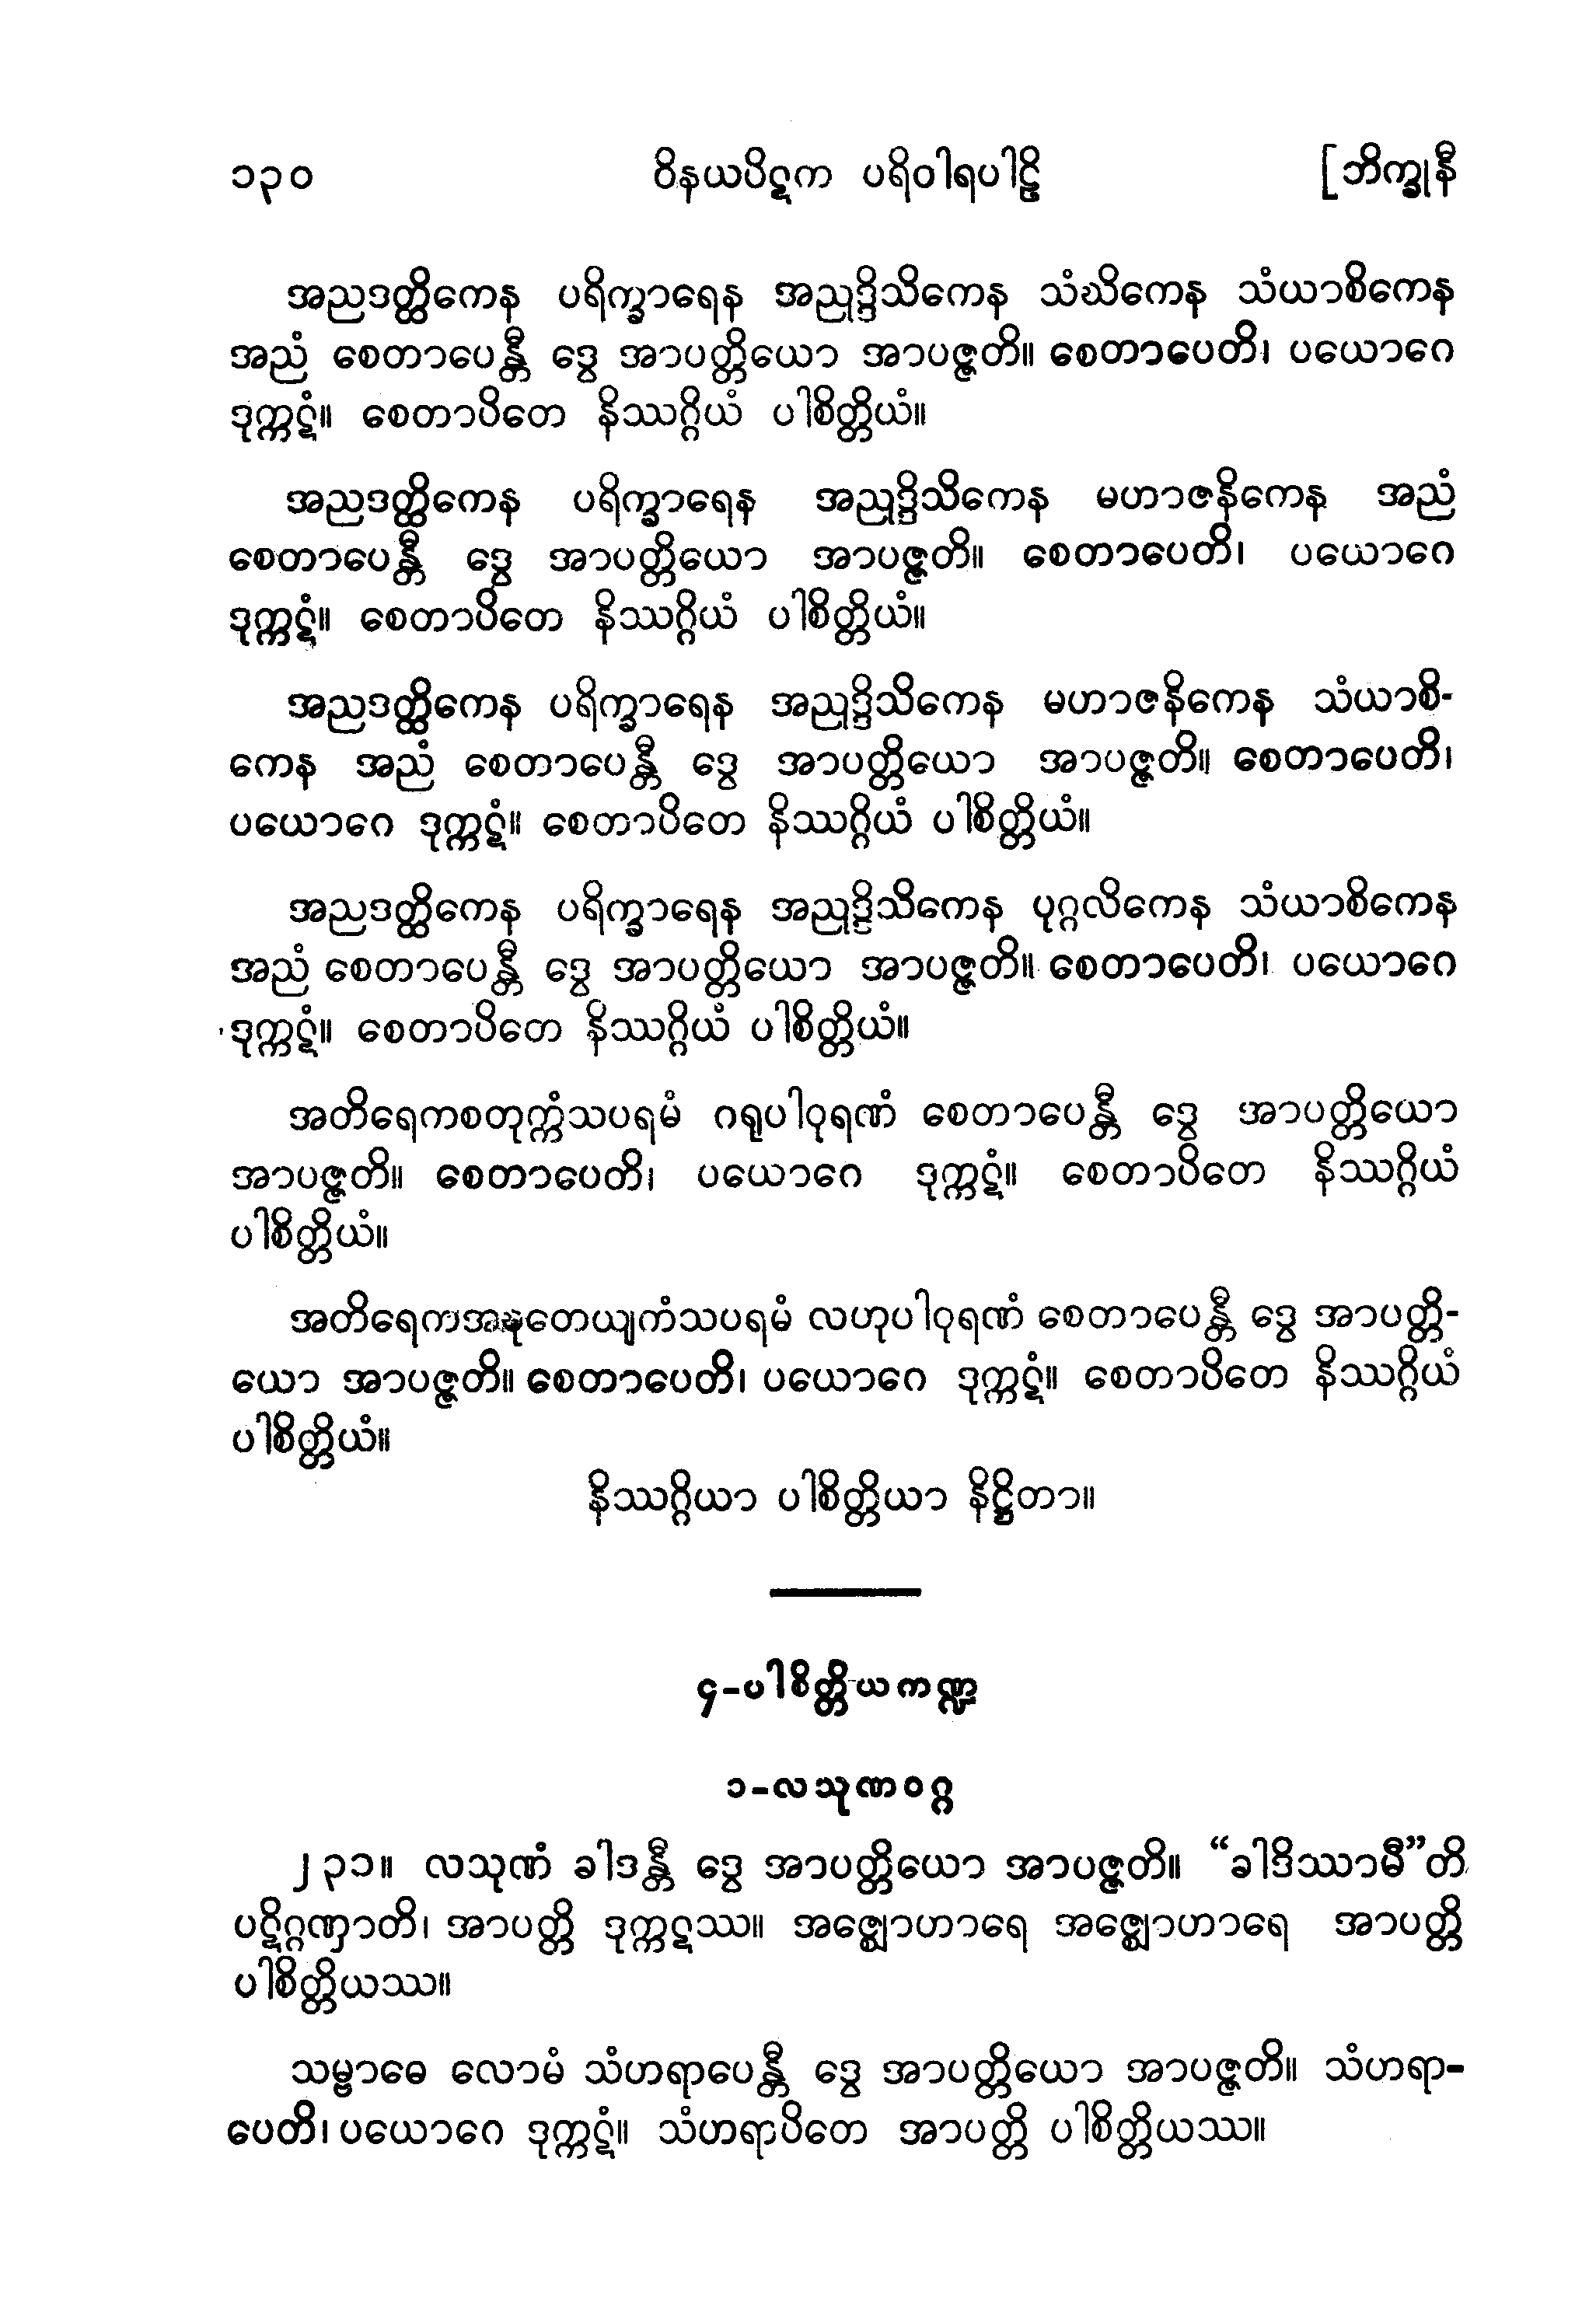 ၁၃၀ ဝိနယပိဋက ပရိဝါရပါဠိ [ဘိက္ခုနီ
အညဒတ္ထိကေန ပရိက္ခာရေန အညုဒ္ဒိသိကေန သံဃိကေန သံယာစိကေန
အညံ စေတာပေန္တီ ဒွေ အာပတ္တိယော အာပဇ္ဇတိ။ စေတာပေတိ၊ ပယောဂေ
ဒုက္ကဋံ။ စေတာပိတေ နိဿဂ္ဂိယံ ပါစိတ္တိယံ။
အညဒတ္ထိကေန ပရိက္ခာရေန အညုဒ္ဒိသိကေန မဟာဇနိကေန အညံ
စေတာပေန္တီ ဒွေ အာပတ္တိယော အာပဇ္ဇတိ။ စေတာပေတိ၊ ပယောဂေ
ဒုက္ကဋံ။ စေတာပိတေ နိဿဂ္ဂိယံ ပါစိတ္တိယံ။
အညဒတ္ထိကေန ပရိက္ခာရေန အညုဒ္ဒိသိကေန မဟာဇနိကေန သံယာစိ-
ကေန အညံ စေတာပေန္တီ ဒွေ အာပတ္တိယော အာပဇ္ဇတိ။ စေတာပေတိ၊
ပယောဂေ ဒုက္ကဋံ။ စေတာပိတေ နိဿဂ္ဂိယံ ပါစိတ္တိယံ။
အညဒတ္ထိကေန ပရိက္ခာရေန အညုဒ္ဒိသိကေန ပုဂ္ဂလိကေန သံယာစိကေန
အညံ စေတာပေန္တီ ဒွေ အာပတ္တိယော အာပဇ္ဇတိ။ စေတာပေတိ၊ ပယောဂေ
ဒုက္ကဋံ။ စေတာပိတေ နိဿဂ္ဂိယံ ပါစိတ္တိယံ။
အတိရေကစတုက္ကံသပရမံ ဂရုပါဝုရဏံ စေတာပေန္တီ ဒွေ အာပတ္တိယော
အာပဇ္ဇတိ။ စေတာပေတိ၊ ပယောဂေ ဒုက္ကဋံ။ စေတာပိတေ နိဿဂ္ဂိယံ
ပါစိတ္တိယံ။
အတိရေကအဍ္ဎတေယျကံသပရမံ လဟုပါဝုရဏံ စေတာပေန္တီ ဒွေ အာပတ္တိ-
ယော အာပဇ္ဇတိ။ စေတာပေတိ၊ ပယောဂေ ဒုက္ကဋံ။ စေတာပိတေ နိဿဂ္ဂိယံ
ပါစိတ္တိယံ။
နိဿဂ္ဂိယာ ပါစိတ္တိယာ နိဋ္ဌိတာ။
၄-ပါစိတ္တိယကဏ္ဍ
၁-လသုဏဝဂ္ဂ
၂၃၁။ လသုဏံ ခါဒန္တီ ဒွေ အာပတ္တိယော အာပဇ္ဇတိ။ “ခါဒိဿာမီ”တိ
ပဋိဂ္ဂဏှာတိ၊ အာပတ္တိ ဒုက္ကဋဿ။ အဇ္ဈောဟာရေ အဇ္ဈောဟာရေ အာပတ္တိ
ပါစိတ္တိယဿ။
သမ္ဗာဓေ လောမံ သံဟရာပေန္တီ ဒွေ အာပတ္တိယော အာပဇ္ဇတိ။ သံဟရာ-
ပေတိ၊ ပယောဂေ ဒုက္ကဋံ။ သံဟရာပိတေ အာပတ္တိ ပါစိတ္တိယဿ။